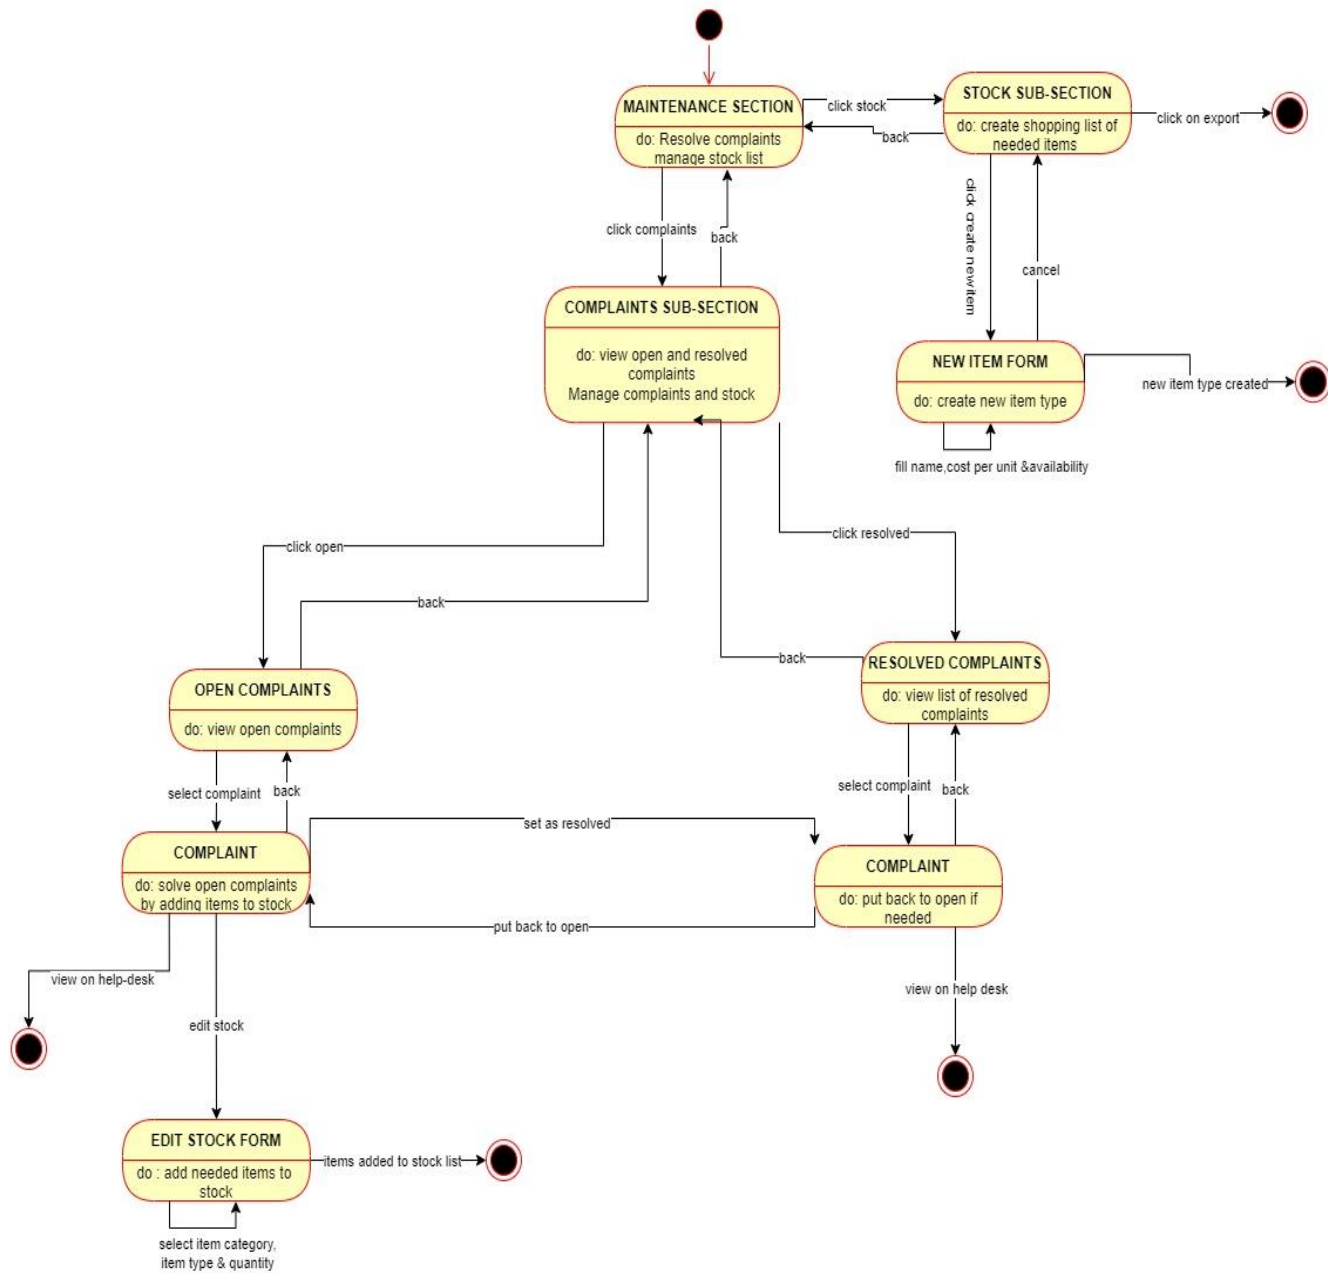 MAINTENANCE SECTION
do: Resolve complaints
manage stock list
click stock
back
STOCK SUB-SECTION
do: create shopping list of
needed items
click on export
click complaints
back
click create newitem
cancel
COMPLAINTS SUB-SECTION
do: view open and resolved
complaints
Manage complaints and stock
NEW ITEM FORM
do: create new item type
new item type created
fill name,cost per unit &availability
click open
click resolved
back
back
OPEN COMPLAINTS
do: view open complaints
RESOLVED COMPLAINTS
do: view list of resolved
complaints
select complaint
back
select complaint
back
set as resolved
COMPLAINT
do: solve open complaints
by adding items to stock
COMPLAINT
do: put back to open if
needed
put back to open
view on help-desk
view on help desk
edit stock
EDIT STOCK FORM
do : add needed items to
stock
items added to stock list
select item category,
item type & quantity